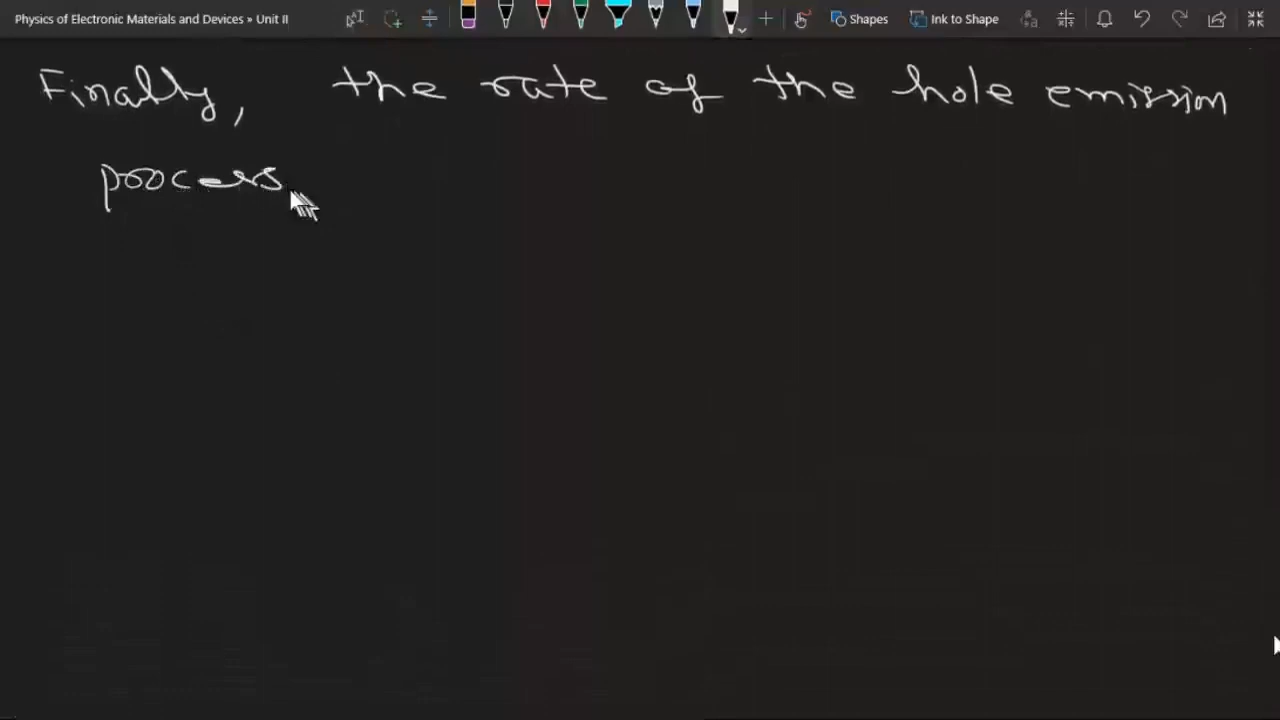 Physics of Electronic Materials and Devices » Unit II
Shapes
Ink to Shape
Finally, the rate of the hole emission
process